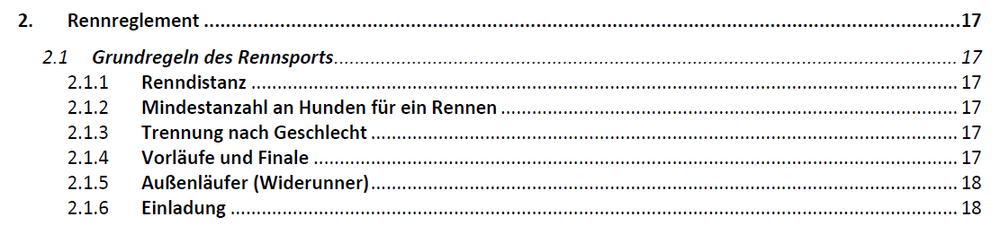 2. Rennreglement ........................................................................................................................ 17
2.1 Grundregeln des Rennsports ........................................................................................................ 17
2.1.1 Renndistanz ........................................................................................................................ 17
2.1.2 Mindestanzahl an Hunden für ein Rennen ........................................................................ 17
2.1.3 Trennung nach Geschlecht ................................................................................................ 17
2.1.4 Vorläufe und Finale ............................................................................................................ 17
2.1.5 Außenläufer (Widerunner) ................................................................................................ 18
2.1.6 Einladung ............................................................................................................................ 18